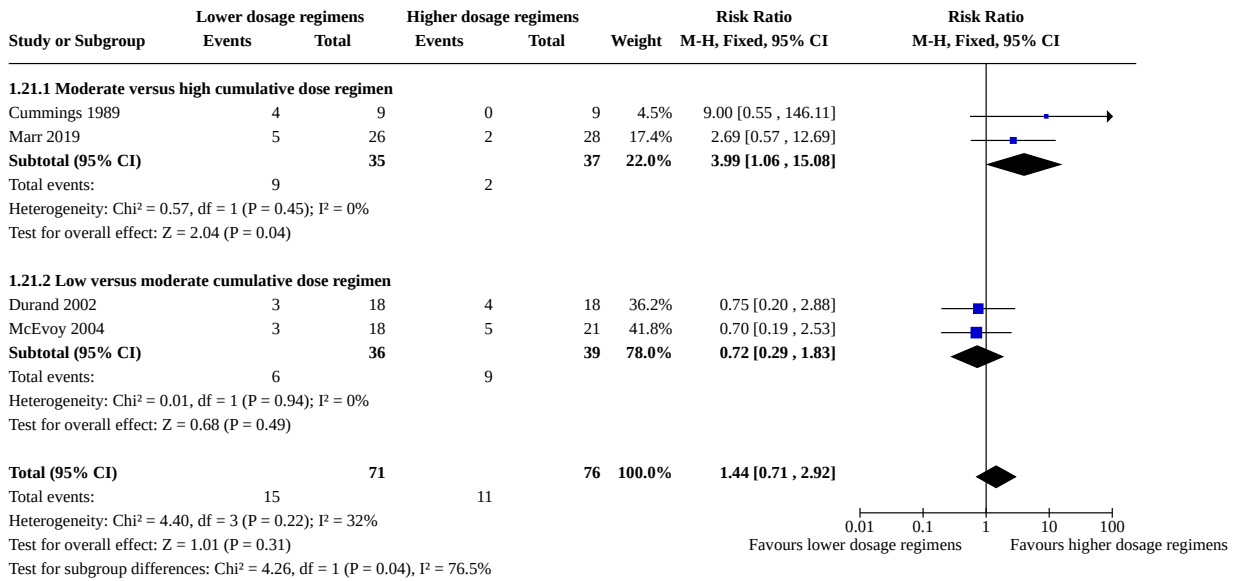 Lower dosage regimens Higher dosage regimens Risk Ratio Risk Ratio
Study or Subgroup Events Total Events Total Weight M-H, Fixed, 95% CI M-H, Fixed, 95% CI
1.21.1 Moderate versus high cumulative dose regimen
Cummings 1989 4 9 0 9 4.5% 9.00 [0.55 , 146.11]
Marr 2019 5 26 2 28 17.4% 2.69 [0.57 , 12.69]
Subtotal (95% CI) 35 37 22.0% 3.99 [1.06 , 15.08]
Total events: 9 2
Heterogeneity: Chi² = 0.57, df = 1 (P = 0.45); I² = 0%
Test for overall effect: Z = 2.04 (P = 0.04)
1.21.2 Low versus moderate cumulative dose regimen
Durand 2002 3 18 4 18 36.2% 0.75 [0.20 , 2.88]
McEvoy 2004 3 18 5 21 41.8% 0.70 [0.19 , 2.53]
Subtotal (95% CI) 36 39 78.0% 0.72 [0.29 , 1.83]
Total events: 6 9
Heterogeneity: Chi² = 0.01, df = 1 (P = 0.94); I² = 0%
Test for overall effect: Z = 0.68 (P = 0.49)
Total (95% CI) 71 76 100.0% 1.44 [0.71 , 2.92]
Total events: 15 11
Heterogeneity: Chi² = 4.40, df = 3 (P = 0.22); I² = 32%
0.01 0.1 1 10 100
Test for overall effect: Z = 1.01 (P = 0.31) Favours lower dosage regimens Favours higher dosage regimens
Test for subgroup differences: Chi² = 4.26, df = 1 (P = 0.04), I² = 76.5%